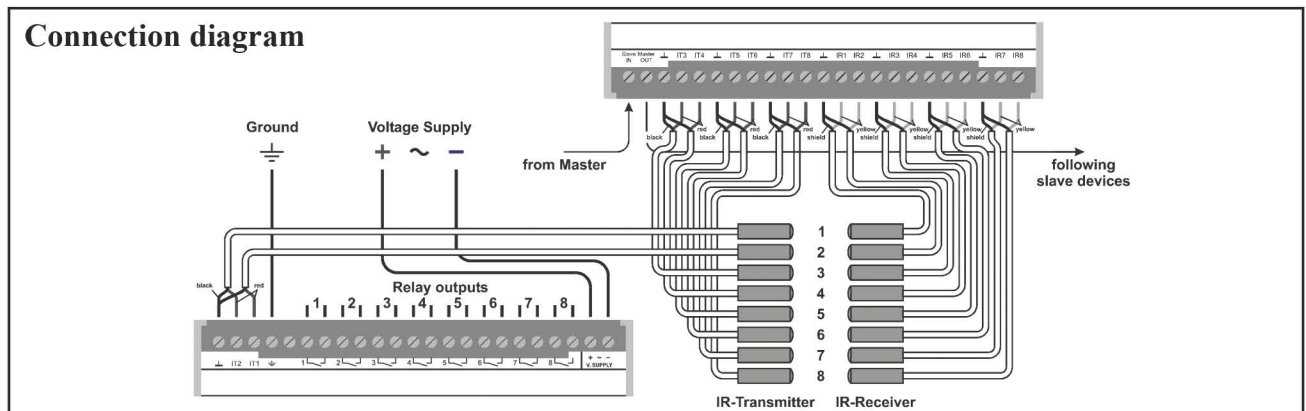 Connection diagram
Slave IN Master OUT ⊥ IT3 IT4 ⊥ IT5 IT6 ⊥ IT7 IT8 ⊥ IR1 IR2 ⊥ IR3 IR4 ⊥ IR5 IR6 ⊥ IR7 IR8
black red black red black red shield yellow shield yellow shield yellow shield yellow
Ground
Voltage Supply
+ ~ −
from Master
following
slave devices
1
2
3
4
5
6
7
8
IR-Transmitter
IR-Receiver
black red
Relay outputs
1 2 3 4 5 6 7 8
⊥ IT2 IT1 1 2 3 4 5 6 7 8 + ~ −
V. SUPPLY